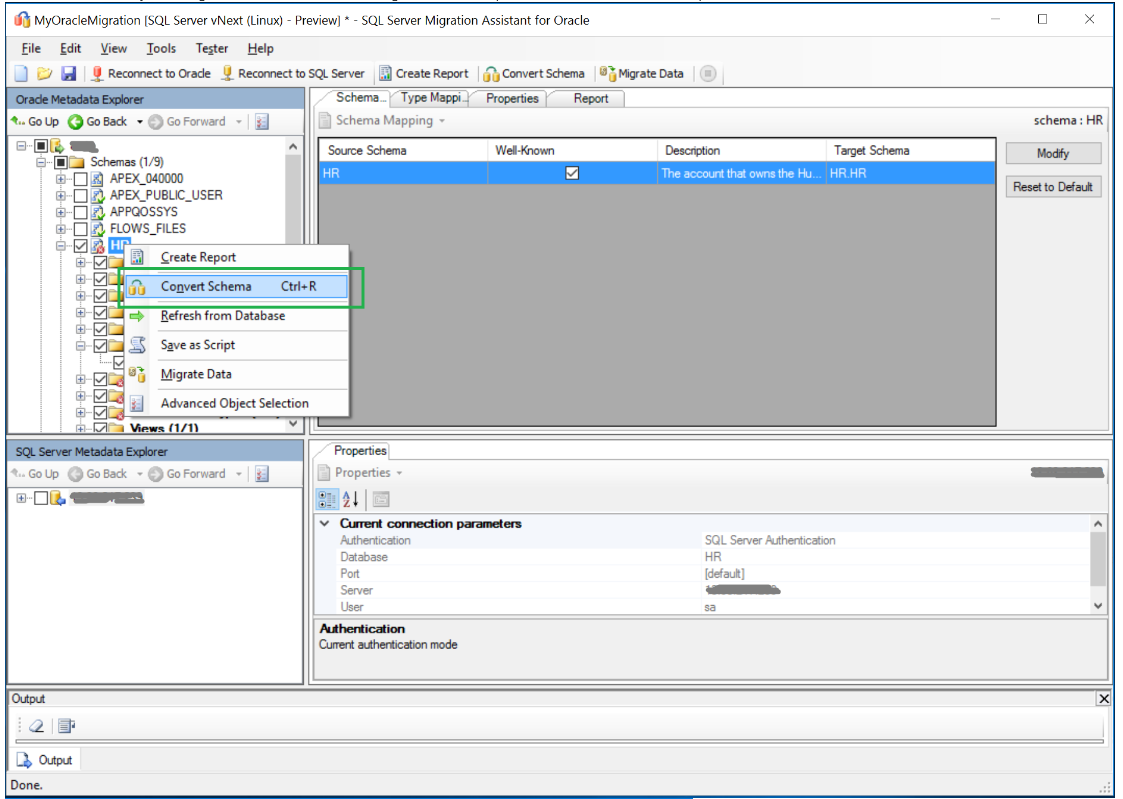 MyOracleMigration [SQL Server vNext (Linux) - Preview] * - SQL Server Migration Assistant for Oracle
File Edit View Tools Tester Help
Reconnect to Oracle Reconnect to SQL Server Create Report Convert Schema Migrate Data
Oracle Metadata Explorer
Go Up Go Back Go Forward
Schemas (1/9)
APEX_040000
APEX_PUBLIC_USER
APPQOSSYS
FLOWS_FILES
HR
Views (1/1)
Create Report
Convert Schema Ctrl+R
Refresh from Database
Save as Script
Migrate Data
Advanced Object Selection
Schema... Type Mappi... Properties Report
Schema Mapping schema : HR
Source Schema Well-Known Description Target Schema
HR The account that owns the Hu... HR.HR
Modify
Reset to Default
SQL Server Metadata Explorer
Go Up Go Back Go Forward
Properties
Properties
Current connection parameters
Authentication SQL Server Authentication
Database HR
Port [default]
Server
User sa
Authentication
Current authentication mode
Output
Output
Done.